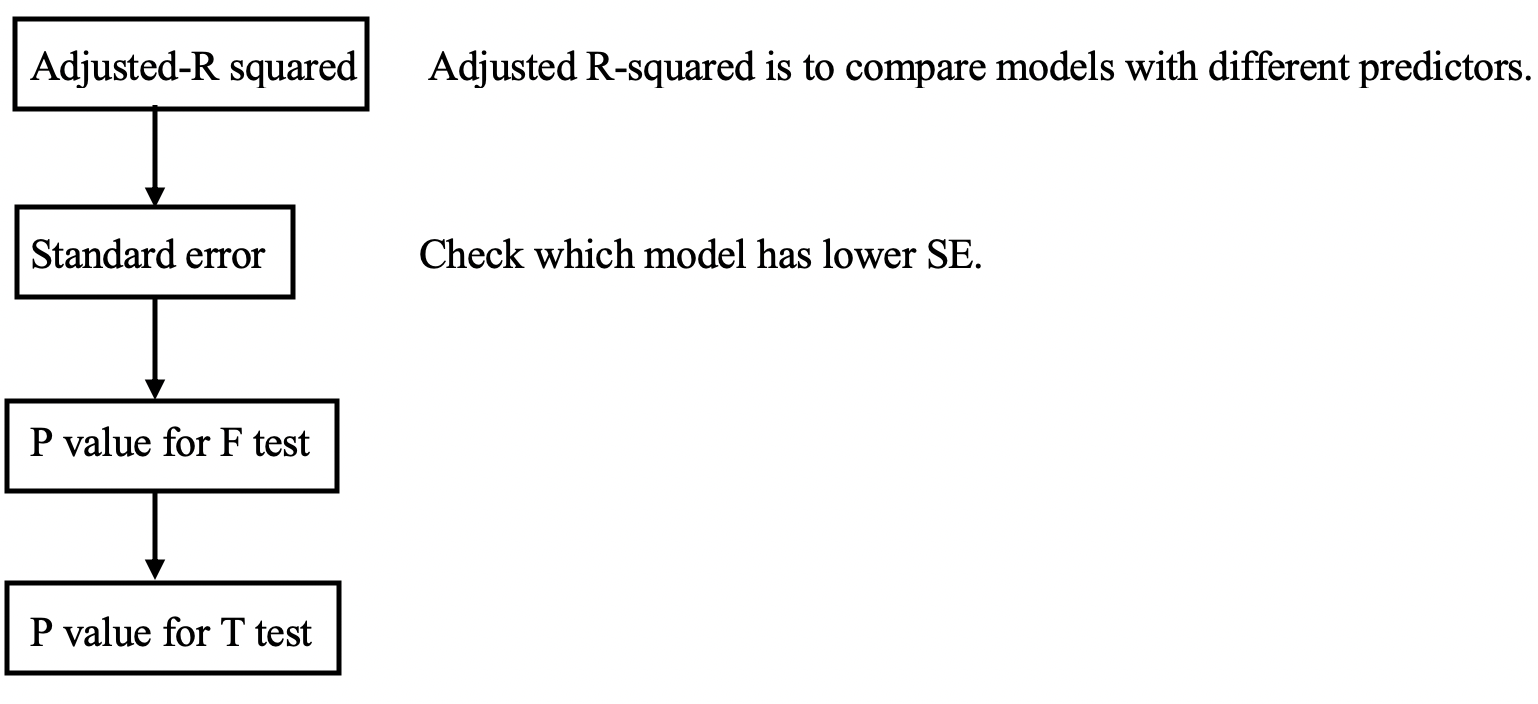 Adjusted-R squared
Adjusted R-squared is to compare models with different predictors.
Standard error
Check which model has lower SE.
P value for F test
P value for T test